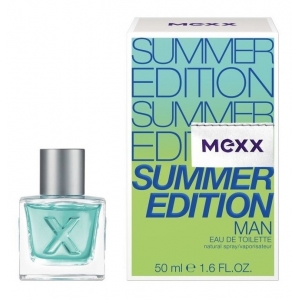 SUMMER
EDITION
SUMMER
EDITION
mexx
SUMMER
EDITION
MAN
EAU DE TOILETTE
natural spray/vaporisateur
50 ml e 1.6 FL.OZ.
X